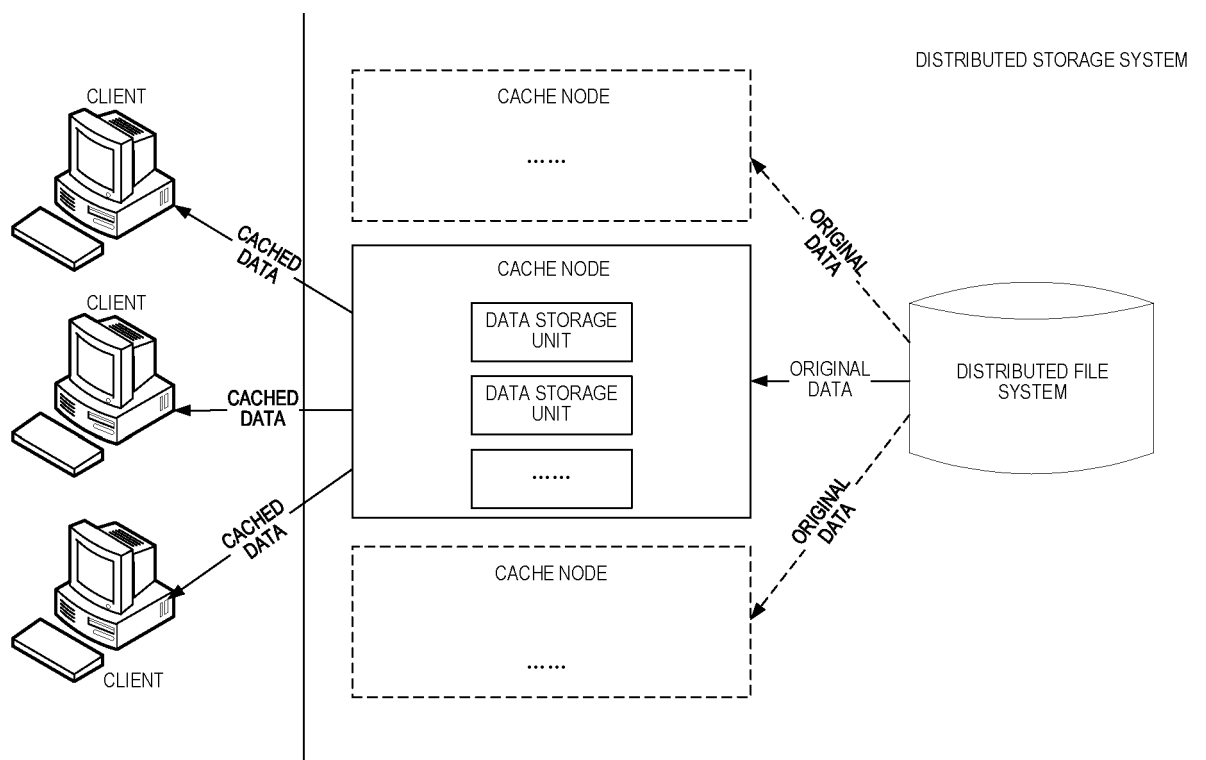 DISTRIBUTED STORAGE SYSTEM
CLIENT
CACHE NODE
......
CACHED
DATA
ORIGINAL
DATA
CLIENT
CACHE NODE
DATA STORAGE
UNIT
DATA STORAGE
UNIT
......
CACHED
DATA
ORIGINAL
DATA
DISTRIBUTED FILE
SYSTEM
CACHED
DATA
ORIGINAL
DATA
CACHE NODE
......
CLIENT